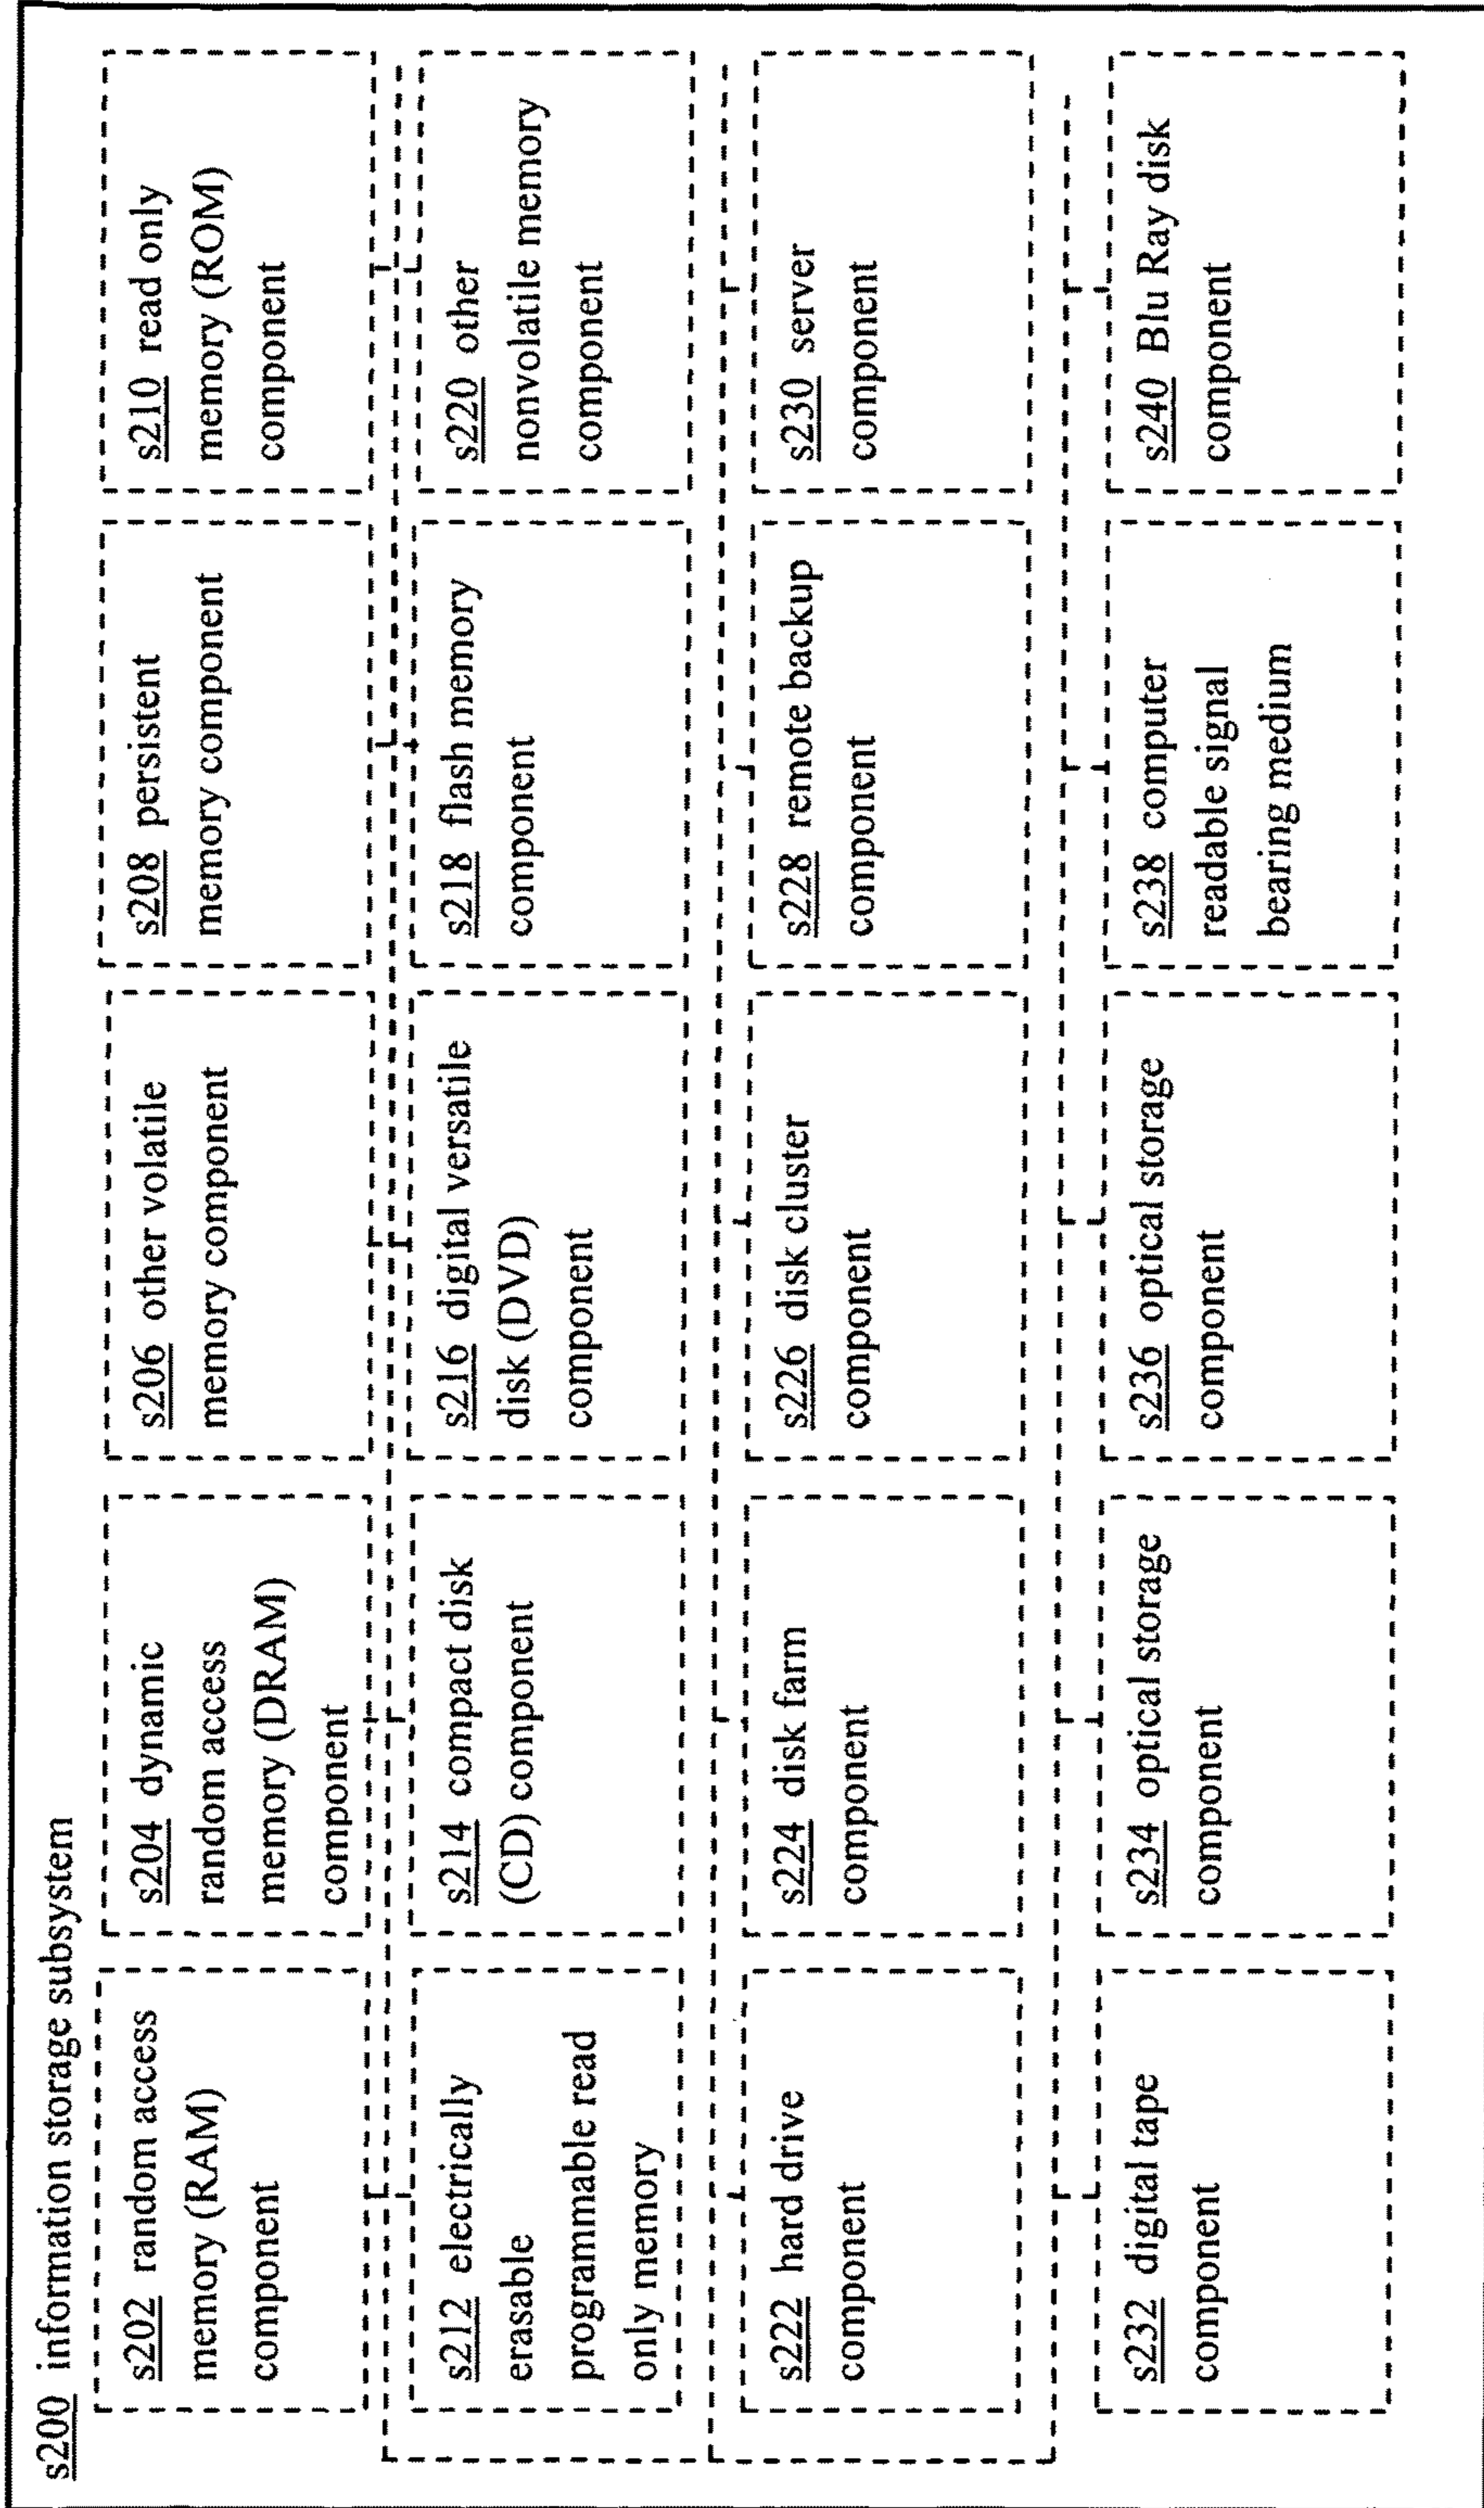 s200 information storage subsystem
s202 random access
memory (RAM)
component
s204 dynamic
random access
memory (DRAM)
component
s206 other volatile
memory component
s208 persistent
memory component
s210 read only
memory (ROM)
component
s212 electrically
erasable
programmable read
only memory
s214 compact disk
(CD) component
s216 digital versatile
disk (DVD)
component
s218 flash memory
component
s220 other
nonvolatile memory
component
s222 hard drive
component
s224 disk farm
component
s226 disk cluster
component
s228 remote backup
component
s230 server
component
s232 digital tape
component
s234 optical storage
component
s236 optical storage
component
s238 computer
readable signal
bearing medium
s240 Blu Ray disk
component